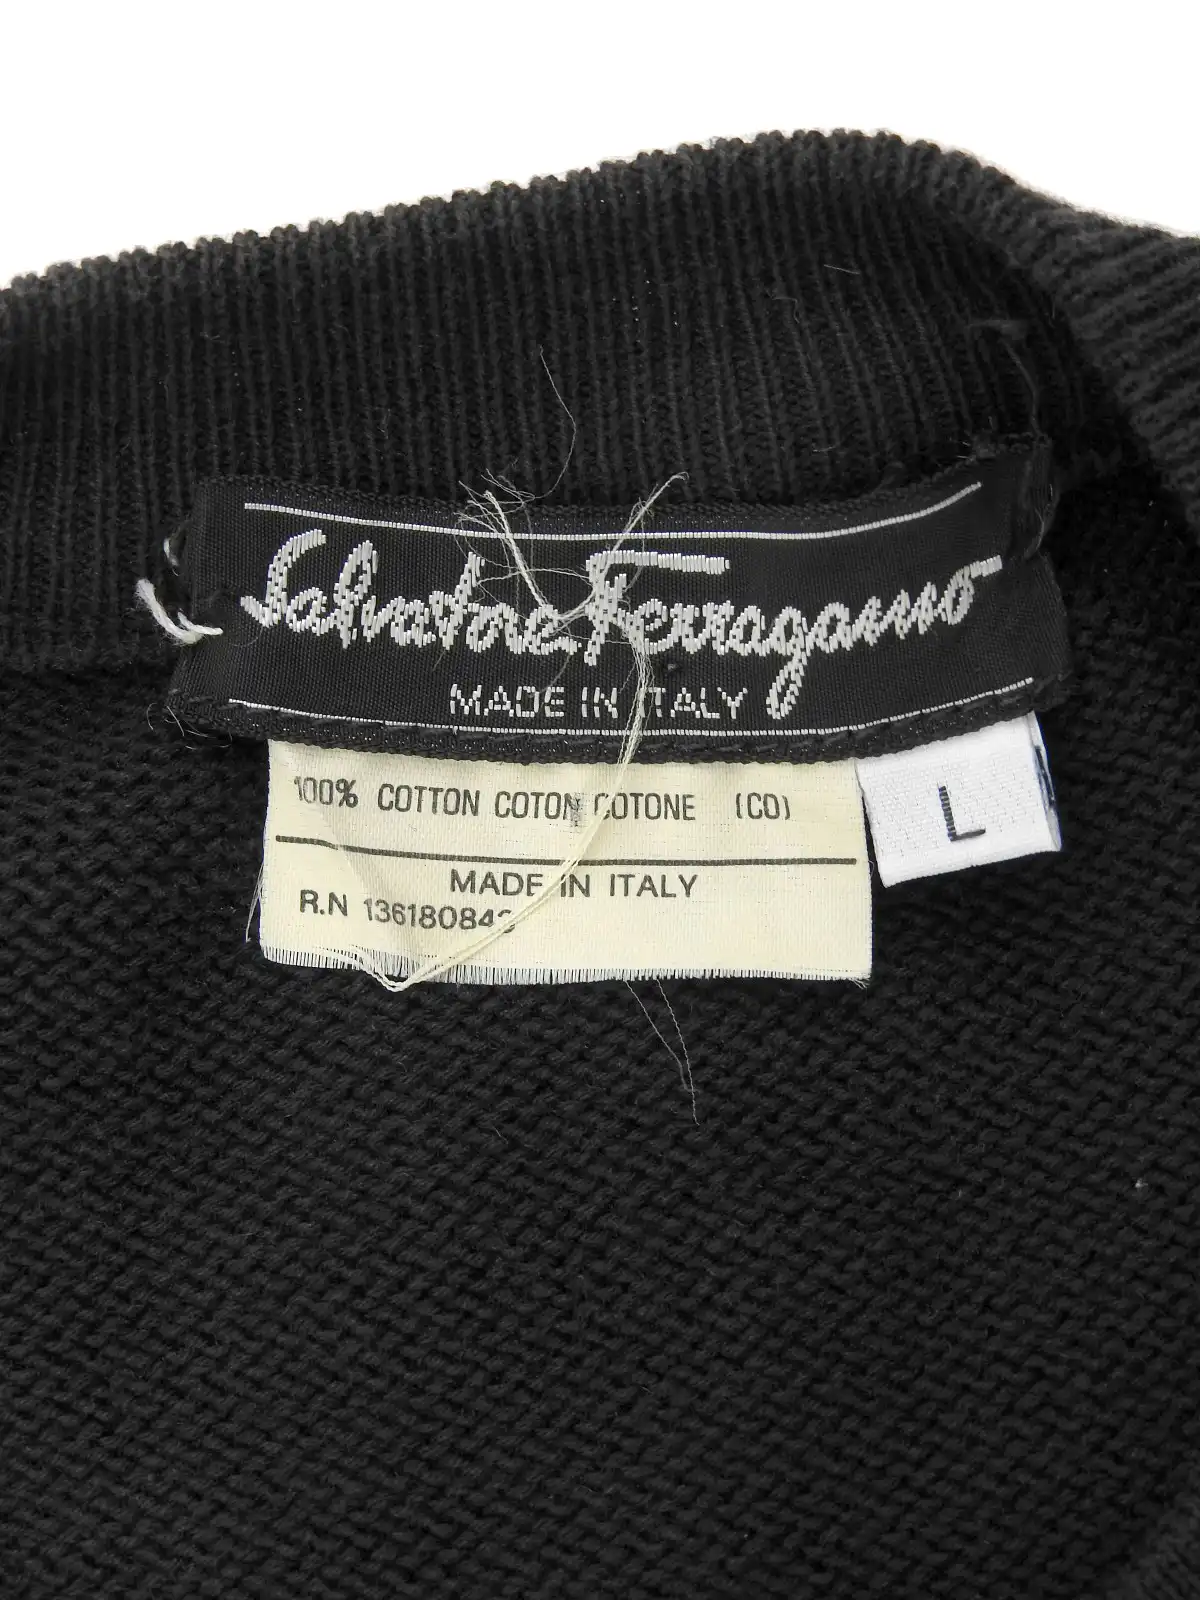 Salvatore Ferragamo
MADE IN ITALY
100% COTTON COTON COTONE (CO)
L
MADE IN ITALY
R.N